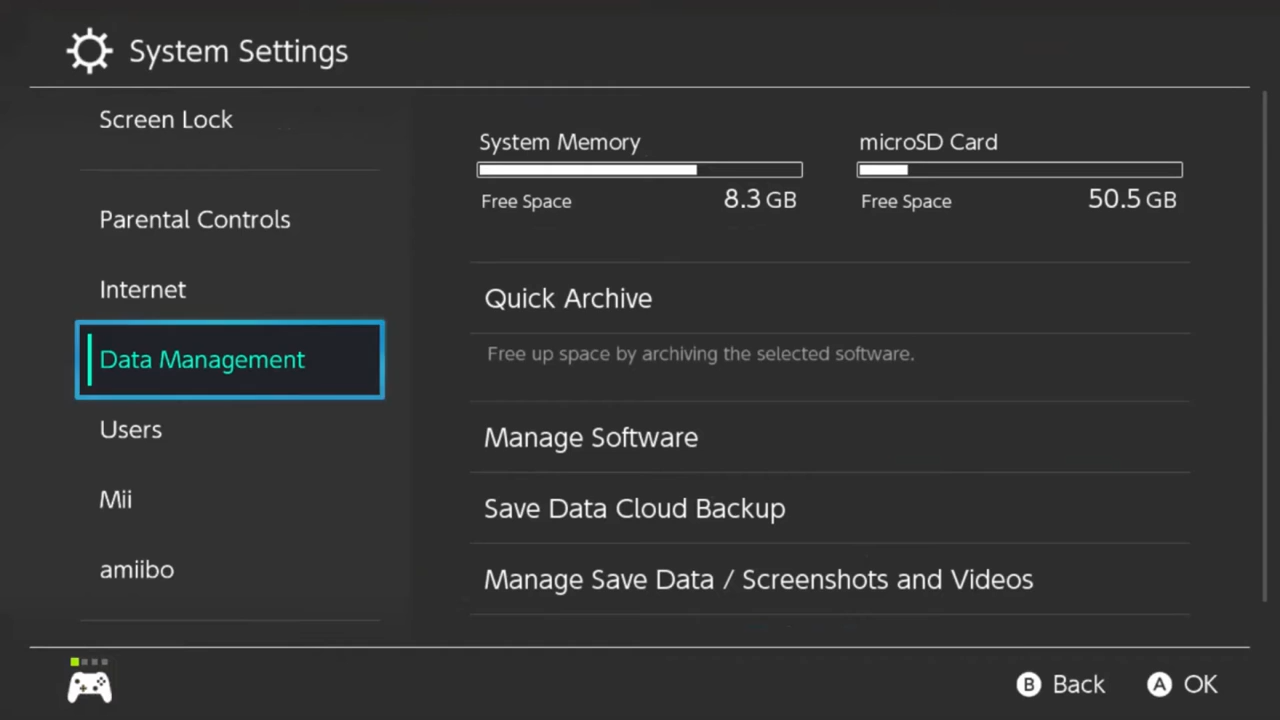 System Settings
Screen Lock
Parental Controls
Internet
Data Management
Users
Mii
amiibo
System Memory
Free Space 8.3 GB
microSD Card
Free Space 50.5 GB
Quick Archive
Free up space by archiving the selected software.
Manage Software
Save Data Cloud Backup
Manage Save Data / Screenshots and Videos
B Back A OK